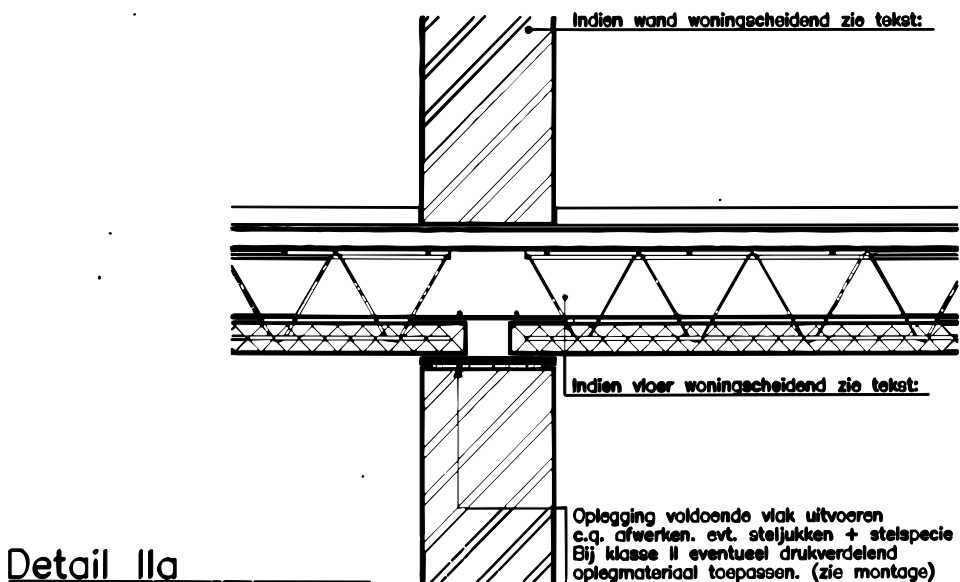 Indien wand woningscheidend zie tekst:
Indien vloer woningscheidend zie tekst:
Oplegging voldoende vlak uitvoeren
c.q. afwerken. evt. steljukken + stelspecie
Bij klasse II eventueel drukverdelend
oplegmateriaal toepassen. (zie montage)
Detail IIa